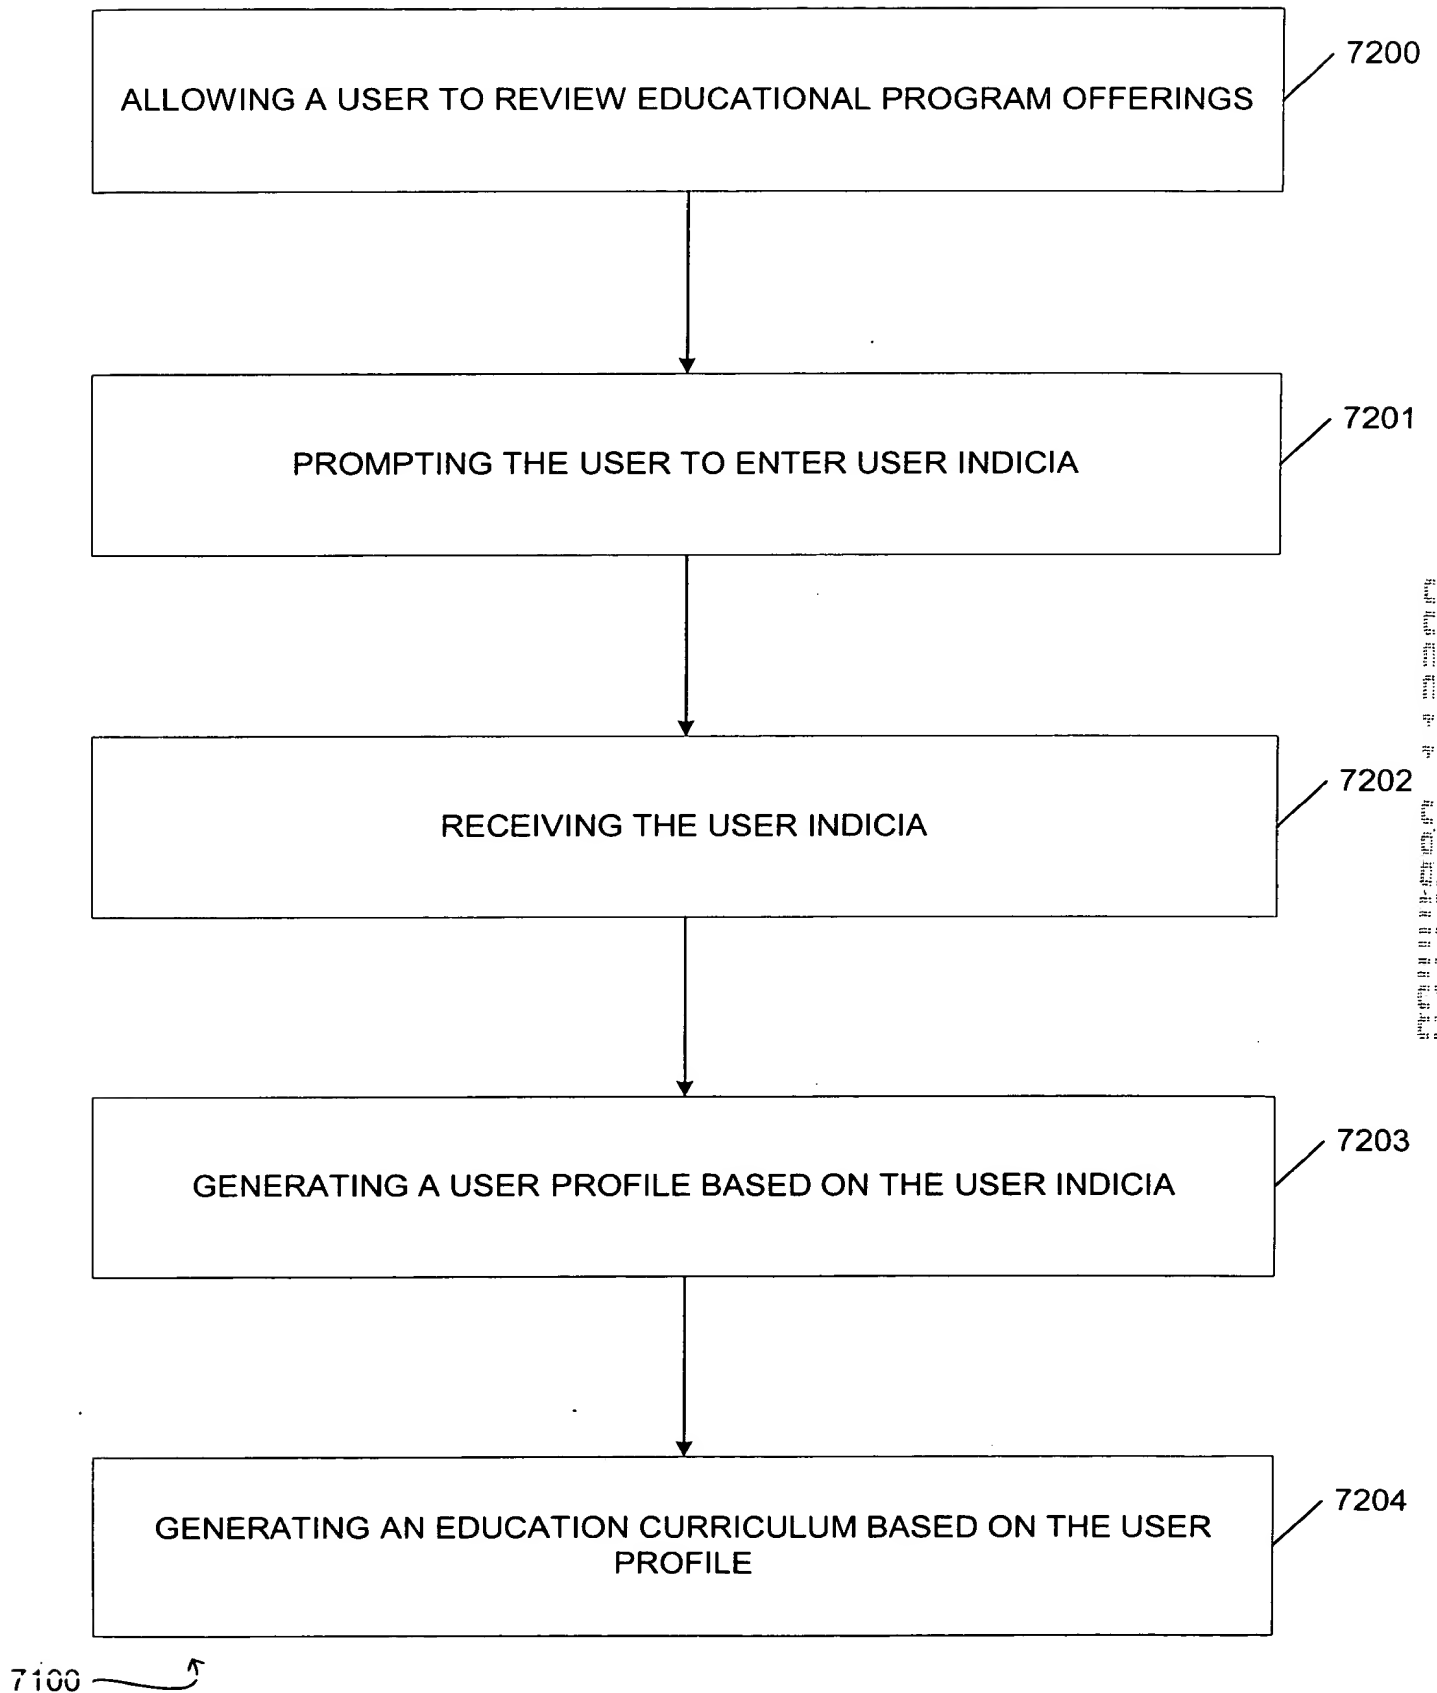 7200
ALLOWING A USER TO REVIEW EDUCATIONAL PROGRAM OFFERINGS
7201
PROMPTING THE USER TO ENTER USER INDICIA
7202
RECEIVING THE USER INDICIA
7203
GENERATING A USER PROFILE BASED ON THE USER INDICIA
7204
GENERATING AN EDUCATION CURRICULUM BASED ON THE USER
PROFILE
7100